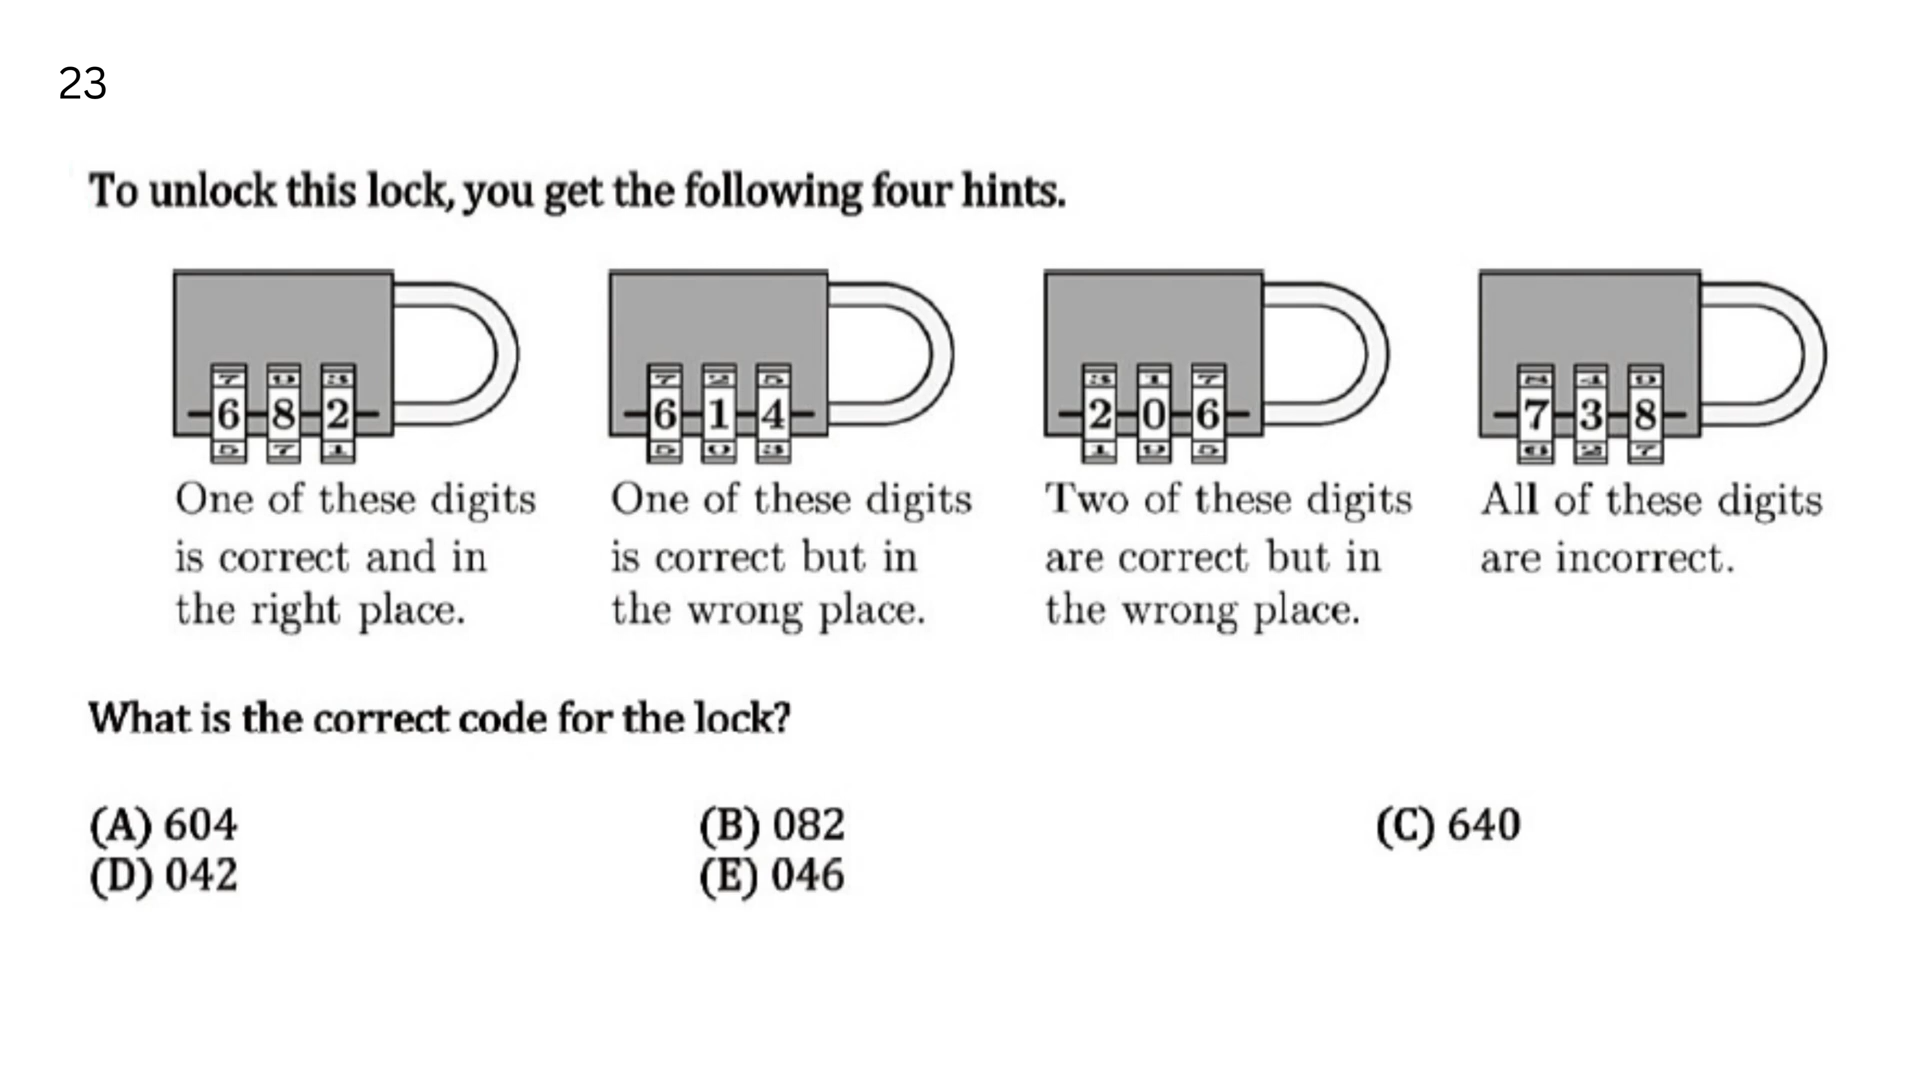 23
To unlock this lock, you get the following four hints.
6 8 2
6 1 4
2 0 6
7 3 8
One of these digits
is correct and in
the right place.
One of these digits
is correct but in
the wrong place.
Two of these digits
are correct but in
the wrong place.
All of these digits
are incorrect.
What is the correct code for the lock?
(A) 604 (B) 082 (C) 640
(D) 042 (E) 046